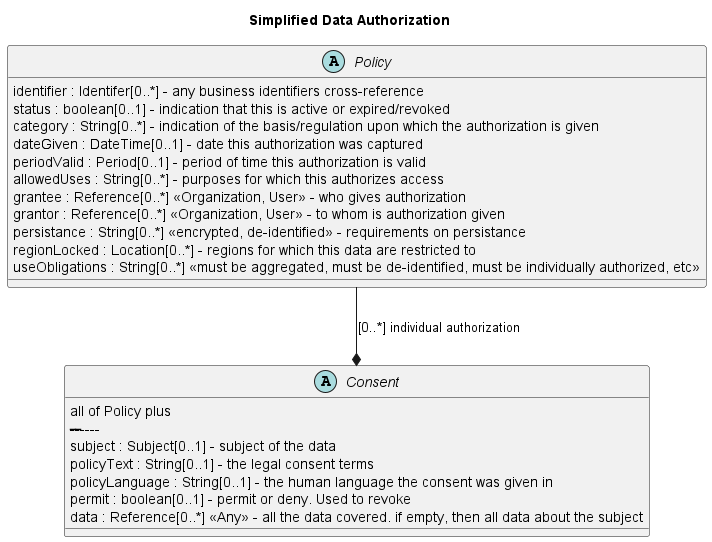 Simplified Data Authorization
A Policy
identifier : Identifer[0..*] - any business identifiers cross-reference
status : boolean[0..1] - indication that this is active or expired/revoked
category : String[0..*] - indication of the basis/regulation upon which the authorization is given
dateGiven : DateTime[0..1] - date this authorization was captured
periodValid : Period[0..1] - period of time this authorization is valid
allowedUses : String[0..*] - purposes for which this authorizes access
grantee : Reference[0..*] «Organization, User» - who gives authorization
grantor : Reference[0..*] «Organization, User» - to whom is authorization given
persistance : String[0..*] «encrypted, de-identified» - requirements on persistance
regionLocked : Location[0..*] - regions for which this data are restricted to
useObligations : String[0..*] «must be aggregated, must be de-identified, must be individually authorized, etc»
[0..*] individual authorization
A Consent
all of Policy plus
------
subject : Subject[0..1] - subject of the data
policyText : String[0..1] - the legal consent terms
policyLanguage : String[0..1] - the human language the consent was given in
permit : boolean[0..1] - permit or deny. Used to revoke
data : Reference[0..*] «Any» - all the data covered. if empty, then all data about the subject